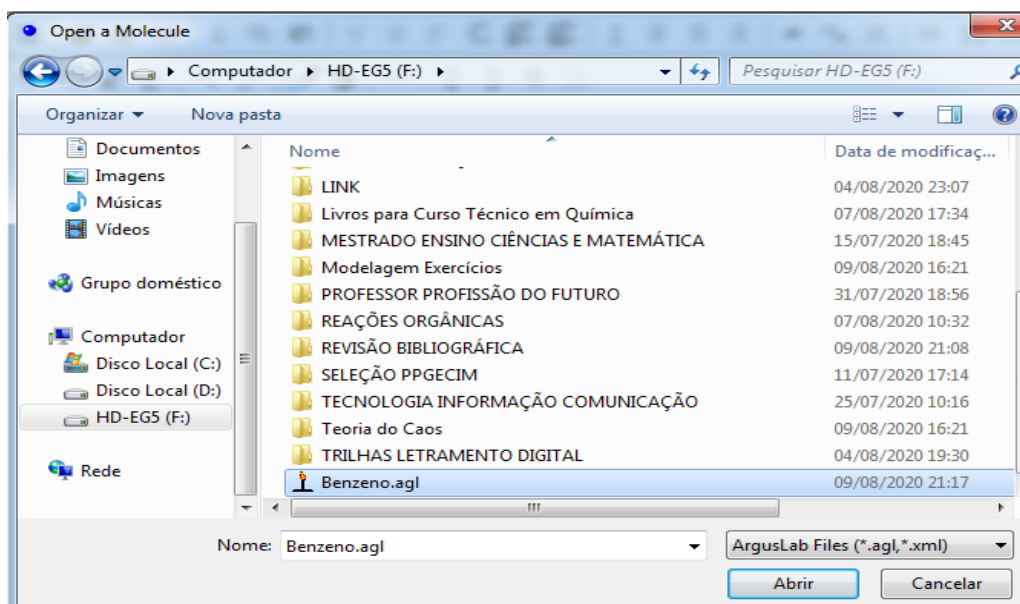 Open a Molecule
Computador HD-EG5 (F:)
Pesquisar HD-EG5 (F:)
Organizar Nova pasta
Documentos
Imagens
Músicas
Vídeos
Grupo doméstico
Computador
Disco Local (C:)
Disco Local (D:)
HD-EG5 (F:)
Rede
Nome Data de modificaç...
LINK 04/08/2020 23:07
Livros para Curso Técnico em Química 07/08/2020 17:34
MESTRADO ENSINO CIÊNCIAS E MATEMÁTICA 15/07/2020 18:45
Modelagem Exercícios 09/08/2020 16:21
PROFESSOR PROFISSÃO DO FUTURO 31/07/2020 18:56
REAÇÕES ORGÂNICAS 07/08/2020 10:32
REVISÃO BIBLIOGRÁFICA 09/08/2020 21:08
SELEÇÃO PPGECIM 11/07/2020 17:14
TECNOLOGIA INFORMAÇÃO COMUNICAÇÃO 25/07/2020 10:16
Teoria do Caos 09/08/2020 16:21
TRILHAS LETRAMENTO DIGITAL 04/08/2020 19:30
Benzeno.agl 09/08/2020 21:17
Nome: Benzeno.agl
ArgusLab Files (*.agl,*.xml)
Abrir Cancelar